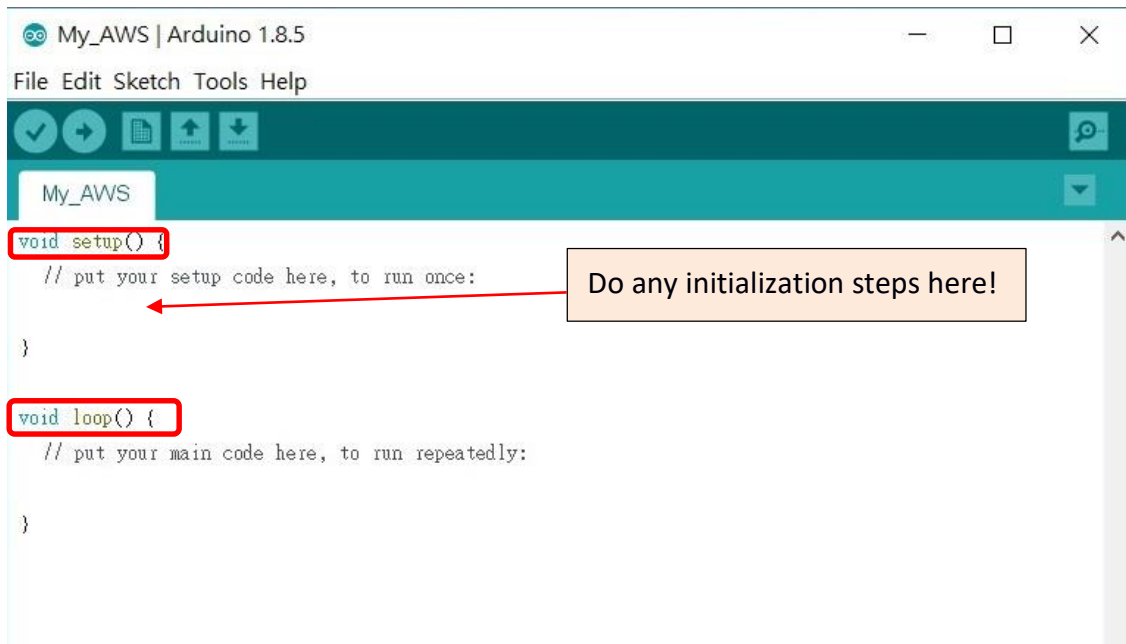 My_AWS | Arduino 1.8.5
File Edit Sketch Tools Help
My_AWS
void setup() {
// put your setup code here, to run once:
Do any initialization steps here!
}
void loop() {
// put your main code here, to run repeatedly:
}